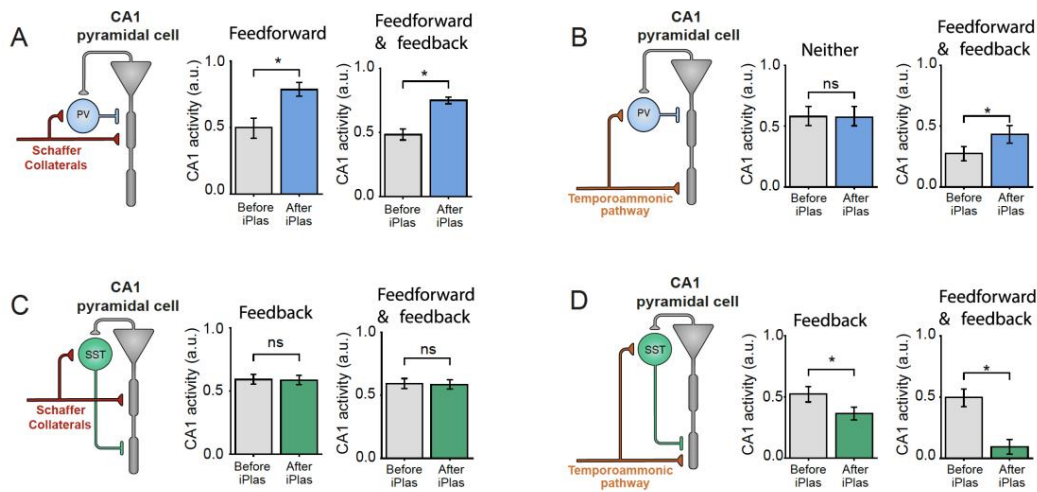 A
CA1
pyramidal cell
PV
Schaffer
Collaterals
Feedforward
CA1 activity (a.u.)
1.0
0.5
0.0
*
Before
iPlas
After
iPlas
Feedforward
& feedback
CA1 activity (a.u.)
1.0
0.5
0.0
*
Before
iPlas
After
iPlas
B
CA1
pyramidal cell
PV
Temporoammonic
pathway
Neither
CA1 activity (a.u.)
1.0
0.5
0.0
ns
Before
iPlas
After
iPlas
Feedforward
& feedback
CA1 activity (a.u.)
1.0
0.5
0.0
*
Before
iPlas
After
iPlas
C
CA1
pyramidal cell
SST
Schaffer
Collaterals
Feedback
CA1 activity (a.u.)
1.0
0.5
0.0
ns
Before
iPlas
After
iPlas
Feedforward
& feedback
CA1 activity (a.u.)
1.0
0.5
0.0
ns
Before
iPlas
After
iPlas
D
CA1
pyramidal cell
SST
Temporoammonic
pathway
Feedback
CA1 activity (a.u.)
1.0
0.5
0.0
*
Before
iPlas
After
iPlas
Feedforward
& feedback
CA1 activity (a.u.)
1.0
0.5
0.0
*
Before
iPlas
After
iPlas